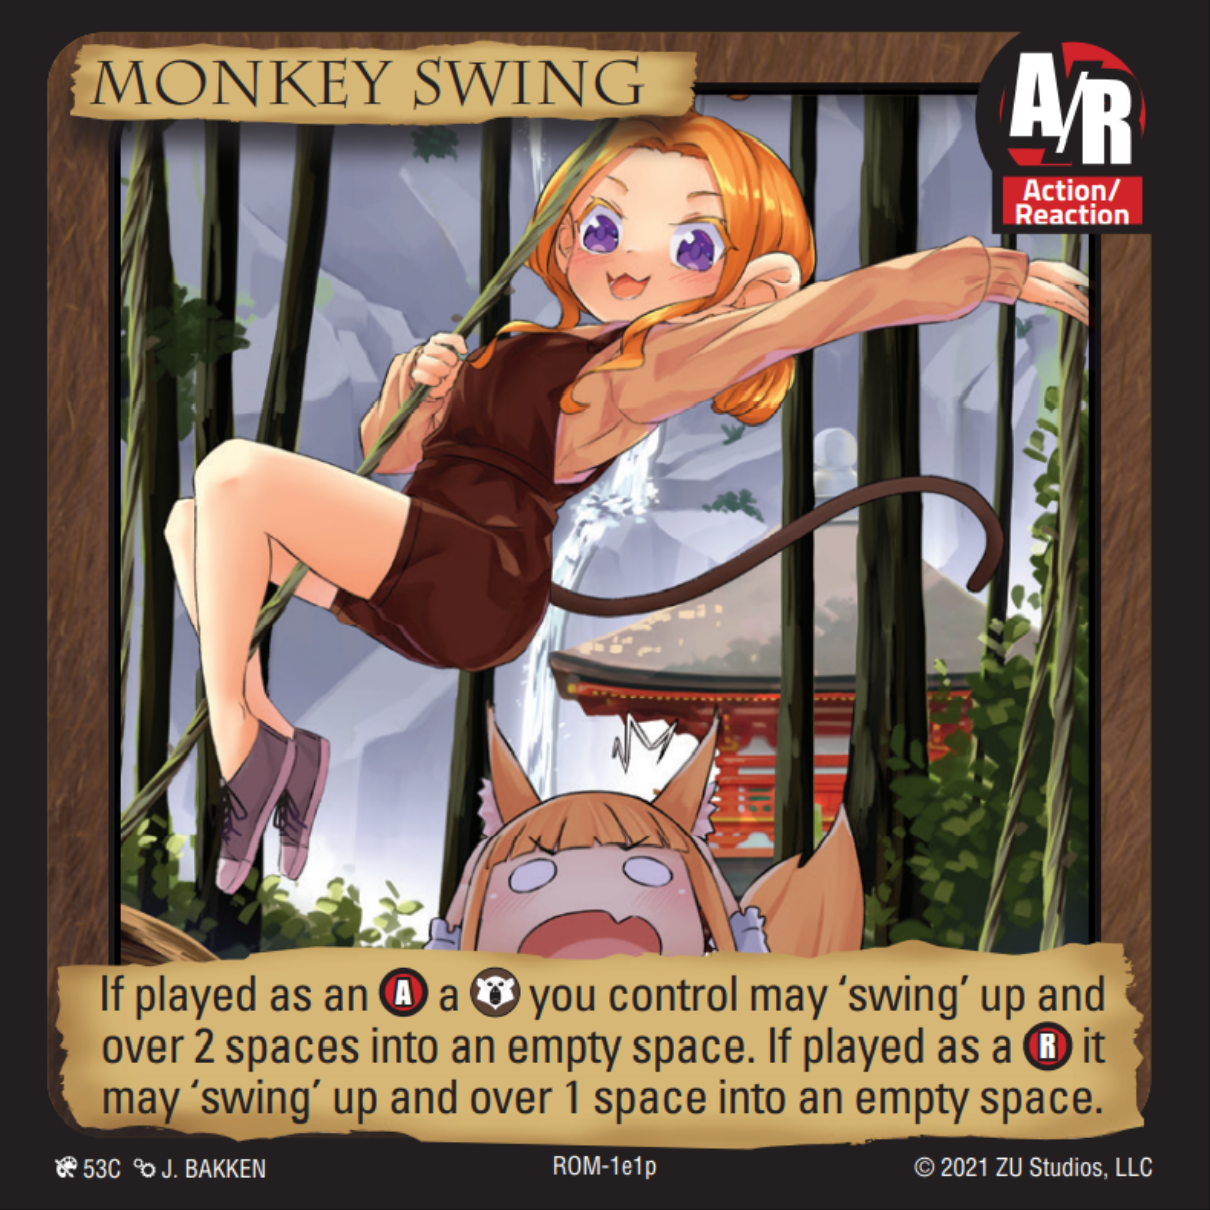 MONKEY SWING
A/R
Action/
Reaction
If played as an A a you control may ‘swing’ up and
over 2 spaces into an empty space. If played as a R it
may ‘swing’ up and over 1 space into an empty space.
53C J. BAKKEN
ROM-1e1p
© 2021 ZU Studios, LLC